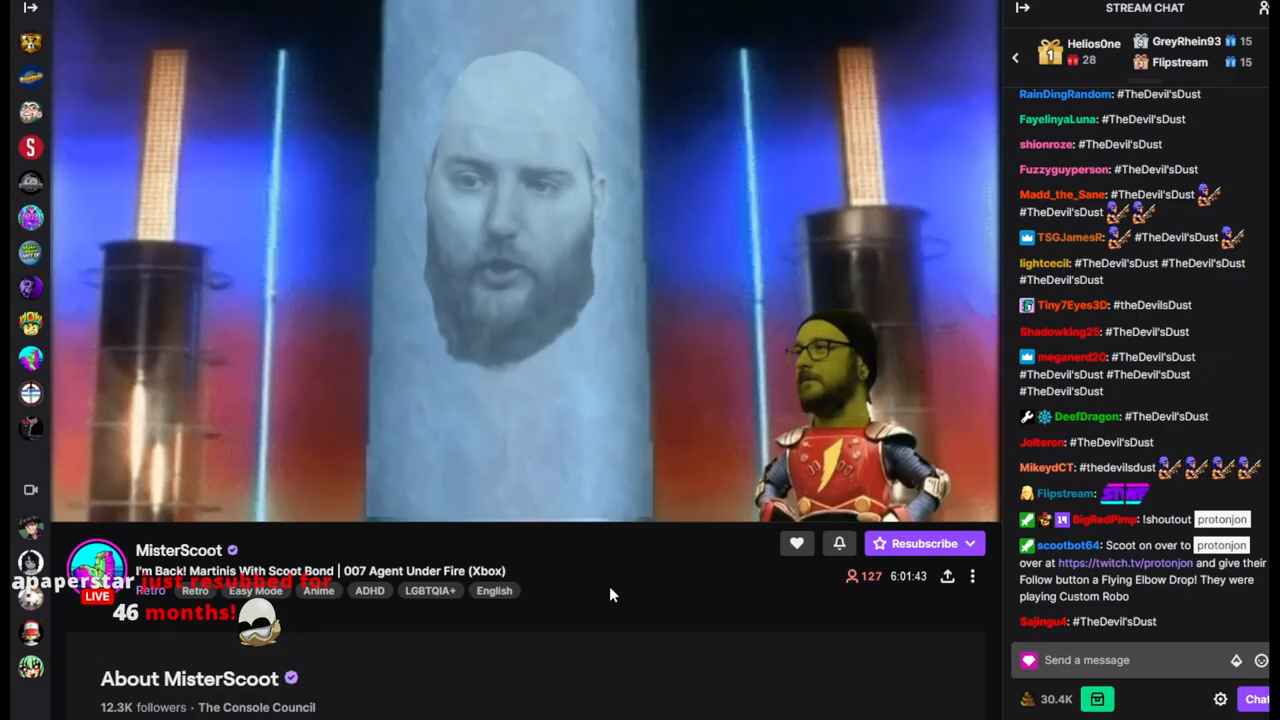 STREAM CHAT
HeliosOne
28
GreyRhein93 15
Flipstream 15
RainDingRandom: #TheDevil'sDust
FayelinyaLuna: #TheDevil'sDust
shionroze: #TheDevil'sDust
Fuzzyguyperson: #TheDevil'sDust
Madd_the_Sane: #TheDevil'sDust
#TheDevil'sDust
TSGJamesR: #TheDevil'sDust
lightcecil: #TheDevil'sDust #TheDevil'sDust
#TheDevil'sDust
Tiny7Eyes3D: #theDevilsDust
Shadowking25: #TheDevil'sDust
meganerd20: #TheDevil'sDust
#TheDevil'sDust #TheDevil'sDust
#TheDevil'sDust
DeefDragon: #TheDevil'sDust
Jolteron: #TheDevil'sDust
MikeydCT: #thedevilsdust
Flipstream:
BigRedPimp: !shoutout protonjon
scootbot64: Scoot on over to protonjon
over at https://twitch.tv/protonjon and give their
Follow button a Flying Elbow Drop! They were
playing Custom Robo
Sajingu4: #TheDevil'sDust
Send a message
30.4K
Chat
MisterScoot
I'm Back! Martinis With Scoot Bond | 007 Agent Under Fire (Xbox)
Retro Retro Easy Mode Anime ADHD LGBTQIA+ English
LIVE
Resubscribe
127 6:01:43
apaperstar just resubbed for
46 months!
About MisterScoot
12.3K followers · The Console Council